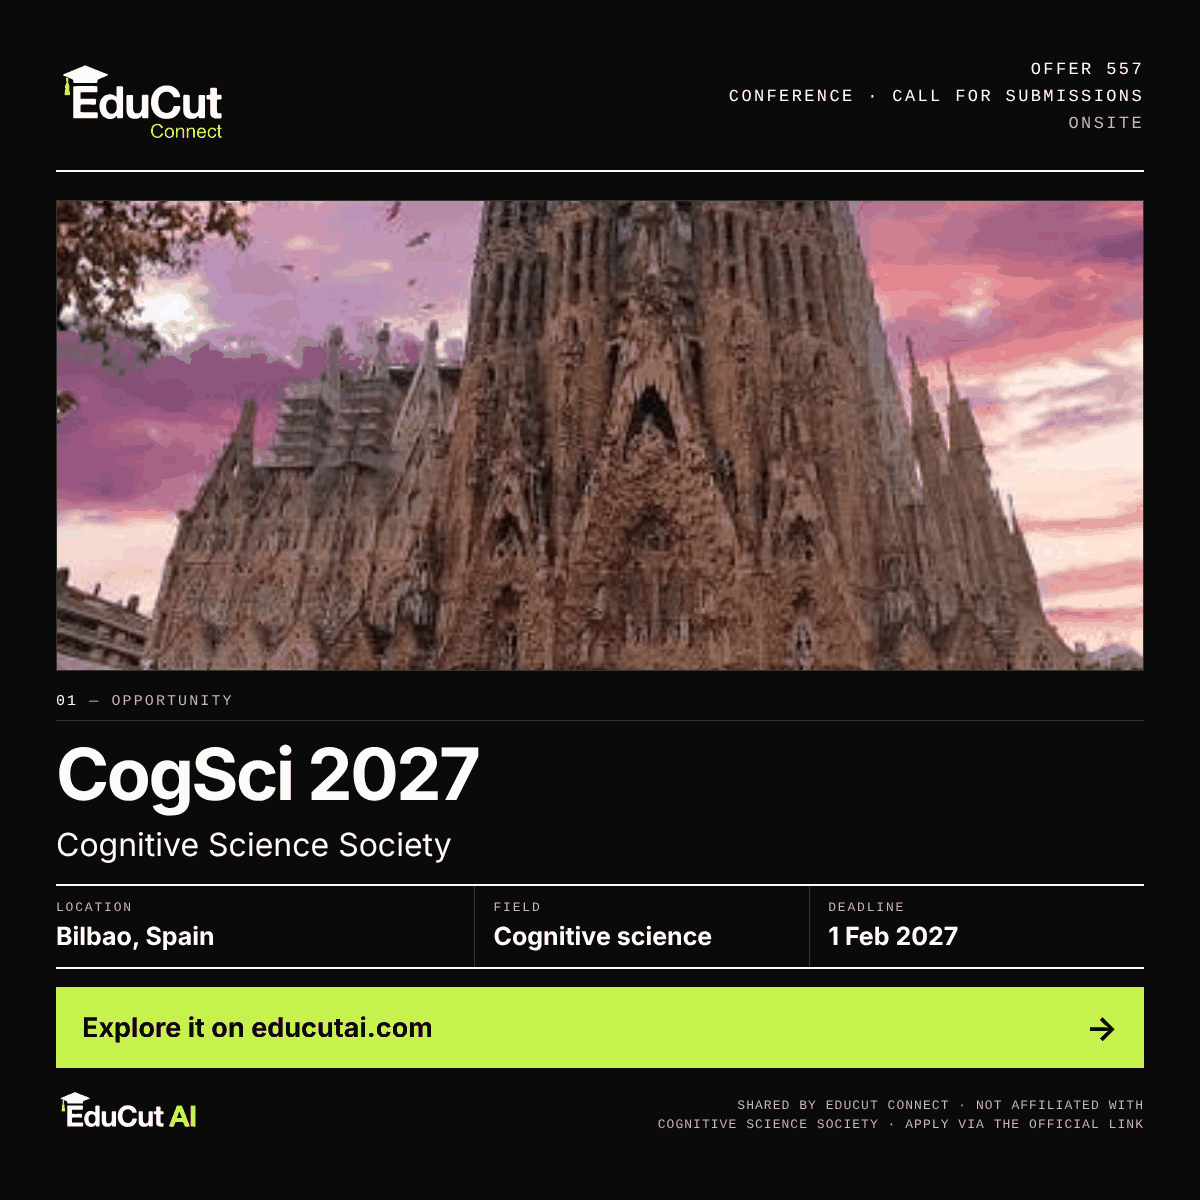 EduCut
Connect
OFFER 557
CONFERENCE · CALL FOR SUBMISSIONS
ONSITE
01 — OPPORTUNITY
CogSci 2027
Cognitive Science Society
LOCATION
Bilbao, Spain
FIELD
Cognitive science
DEADLINE
1 Feb 2027
Explore it on educutai.com
EduCut AI
SHARED BY EDUCUT CONNECT · NOT AFFILIATED WITH
COGNITIVE SCIENCE SOCIETY · APPLY VIA THE OFFICIAL LINK